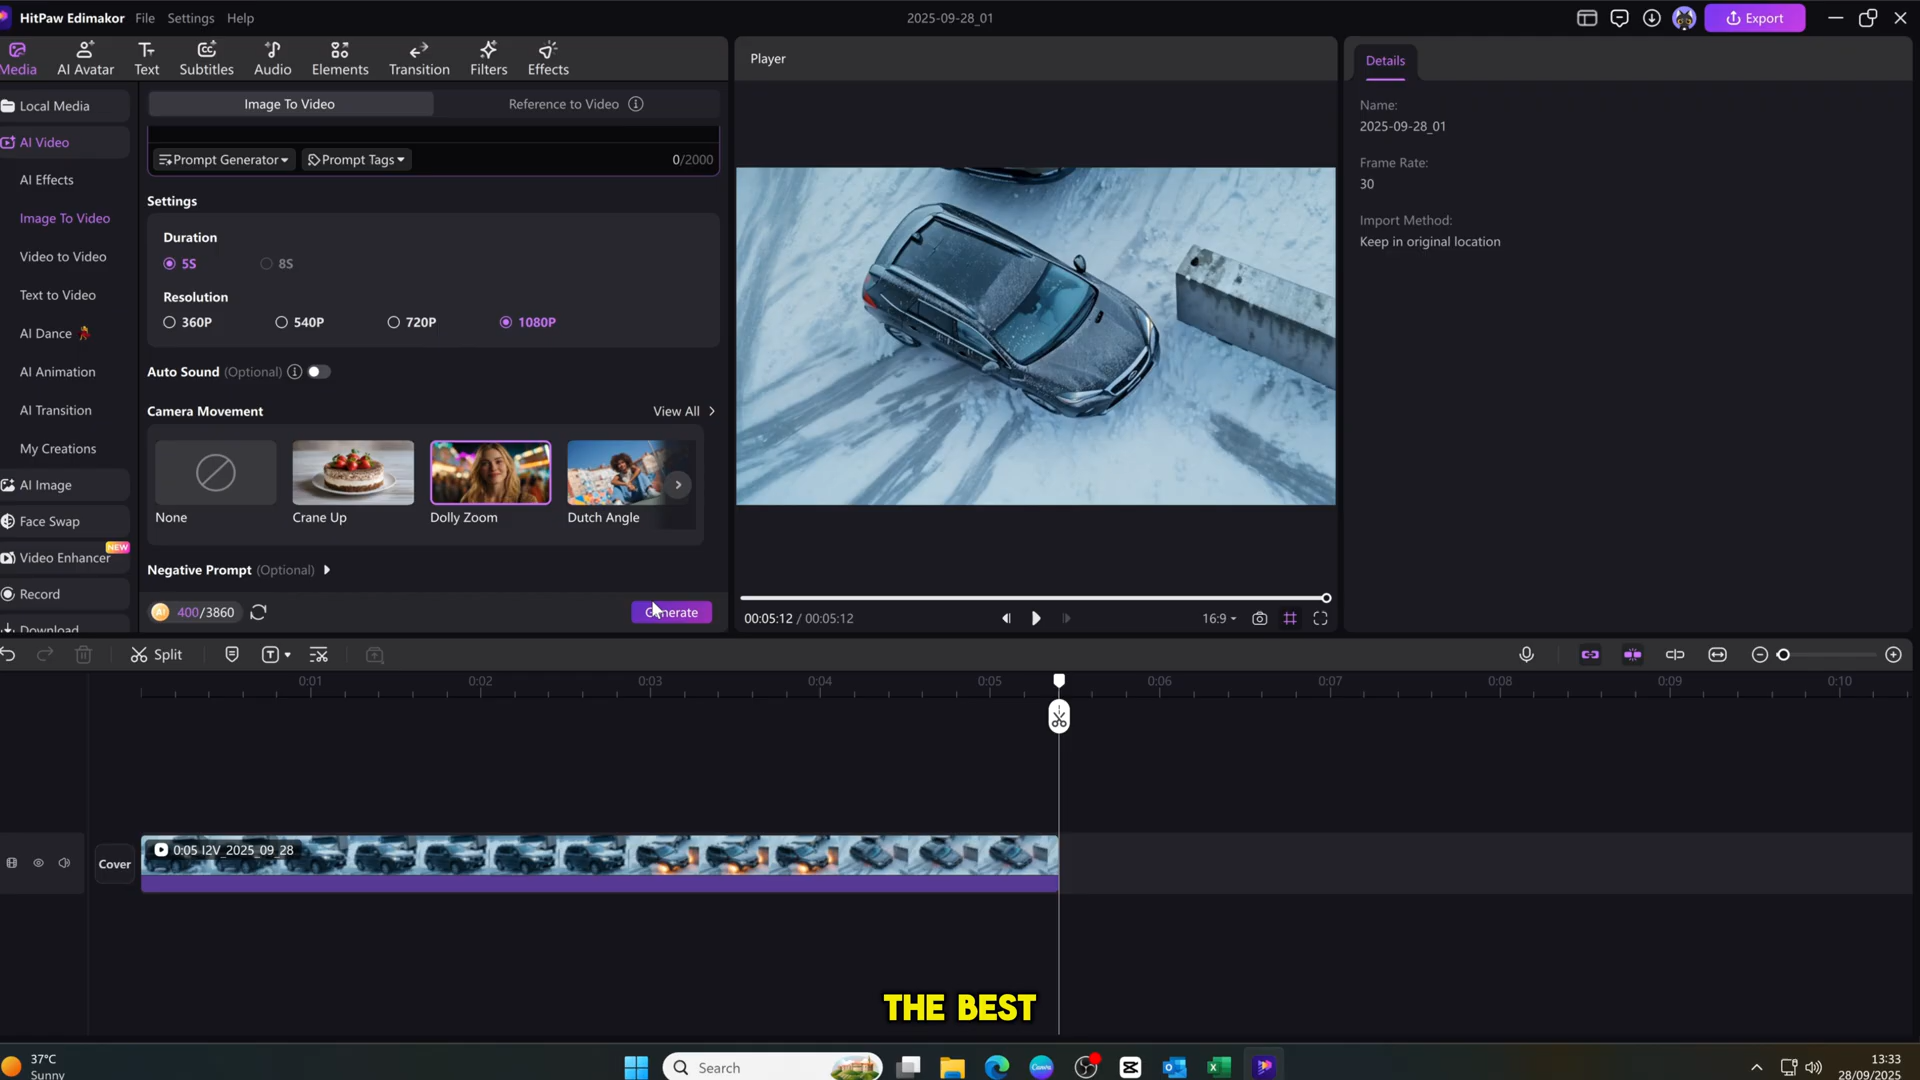 HitPaw Edimakor File Settings Help
2025-09-28_01
Export
Media AI Avatar Text Subtitles Audio Elements Transition Filters Effects
Local Media
AI Video
AI Effects
Image To Video
Video to Video
Text to Video
AI Dance
AI Animation
AI Transition
My Creations
AI Image
Face Swap
NEW
Video Enhancer
Record
Download
Image To Video Reference to Video
Prompt Generator Prompt Tags 0/2000
Settings
Duration
5S 8S
Resolution
360P 540P 720P 1080P
Auto Sound (Optional)
Camera Movement View All
None Crane Up Dolly Zoom Dutch Angle
Negative Prompt (Optional)
AI 400/3860 Generate
Player
00:05:12 / 00:05:12 16:9
Details
Name:
2025-09-28_01
Frame Rate:
30
Import Method:
Keep in original location
Split
0:01 0:02 0:03 0:04 0:05 0:06 0:07 0:08 0:09 0:10
Cover
0:05 I2V_2025_09_28
THE BEST
37°C
Sunny
Search
13:33
28/09/2025